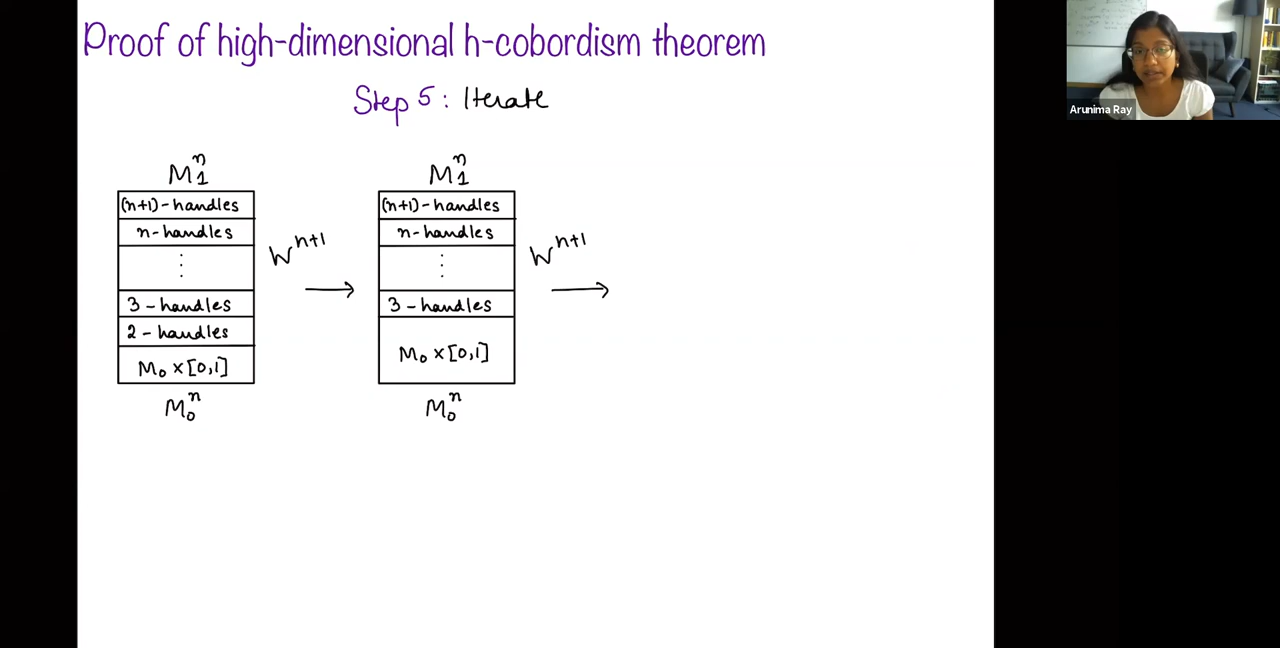 Proof of high-dimensional h-cobordism theorem
Step 5: Iterate
M₁ⁿ
(n+1)-handles
n-handles
⋮
3-handles
2-handles
M₀ × [0,1]
M₀ⁿ
Wⁿ⁺¹
→
M₁ⁿ
(n+1)-handles
n-handles
⋮
3-handles
M₀ × [0,1]
M₀ⁿ
Wⁿ⁺¹
→
Arunima Ray